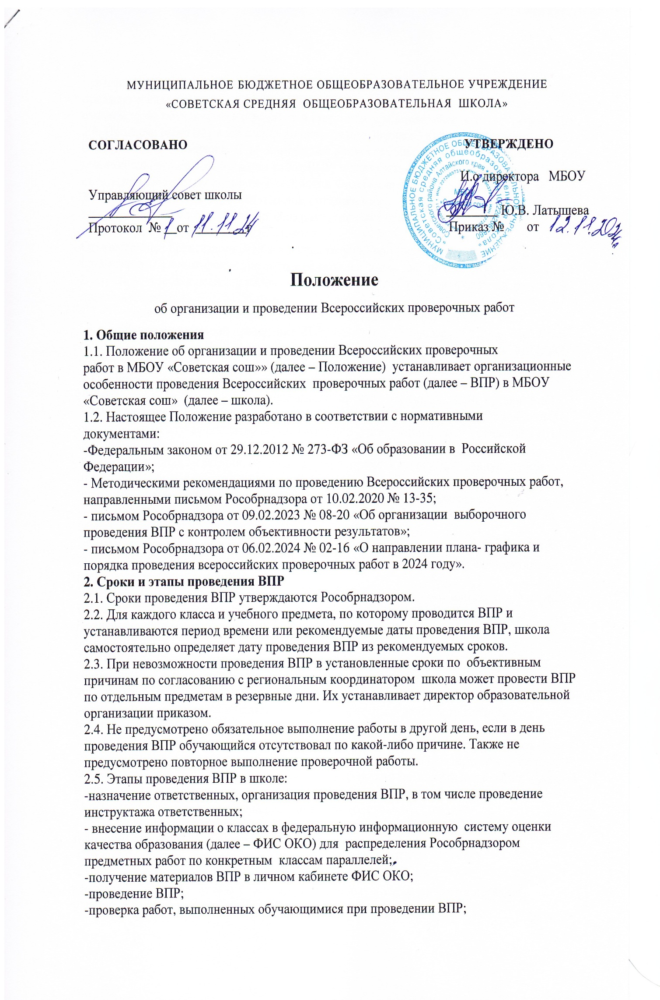 МУНИЦИПАЛЬНОЕ БЮДЖЕТНОЕ ОБЩЕОБРАЗОВАТЕЛЬНОЕ УЧРЕЖДЕНИЕ
«СОВЕТСКАЯ СРЕДНЯЯ ОБЩЕОБРАЗОВАТЕЛЬНАЯ ШКОЛА»
СОГЛАСОВАНО
Управляющий совет школы
Протокол № 1 от 11.11.24 г
УТВЕРЖДЕНО
И.о директора МБОУ
Ю.В. Латышева
Приказ № от 12.11.2024
МУНИЦИПАЛЬНОЕ БЮДЖЕТНОЕ ОБЩЕОБРАЗОВАТЕЛЬНОЕ УЧРЕЖДЕНИЕ
«Советская средняя общеобразовательная школа»
Советского района Алтайского края
Положение
об организации и проведении Всероссийских проверочных работ
1. Общие положения
1.1. Положение об организации и проведении Всероссийских проверочных
работ в МБОУ «Советская сош»» (далее – Положение) устанавливает организационные
особенности проведения Всероссийских проверочных работ (далее – ВПР) в МБОУ
«Советская сош» (далее – школа).
1.2. Настоящее Положение разработано в соответствии с нормативными
документами:
-Федеральным законом от 29.12.2012 № 273-ФЗ «Об образовании в Российской
Федерации»;
- Методическими рекомендациями по проведению Всероссийских проверочных работ,
направленными письмом Рособрнадзора от 10.02.2020 № 13-35;
- письмом Рособрнадзора от 09.02.2023 № 08-20 «Об организации выборочного
проведения ВПР с контролем объективности результатов»;
- письмом Рособрнадзора от 06.02.2024 № 02-16 «О направлении плана- графика и
порядка проведения всероссийских проверочных работ в 2024 году».
2. Сроки и этапы проведения ВПР
2.1. Сроки проведения ВПР утверждаются Рособрнадзором.
2.2. Для каждого класса и учебного предмета, по которому проводится ВПР и
устанавливаются период времени или рекомендуемые даты проведения ВПР, школа
самостоятельно определяет дату проведения ВПР из рекомендуемых сроков.
2.3. При невозможности проведения ВПР в установленные сроки по объективным
причинам по согласованию с региональным координатором школа может провести ВПР
по отдельным предметам в резервные дни. Их устанавливает директор образовательной
организации приказом.
2.4. Не предусмотрено обязательное выполнение работы в другой день, если в день
проведения ВПР обучающийся отсутствовал по какой-либо причине. Также не
предусмотрено повторное выполнение проверочной работы.
2.5. Этапы проведения ВПР в школе:
-назначение ответственных, организация проведения ВПР, в том числе проведение
инструктажа ответственных;
- внесение информации о классах в федеральную информационную систему оценки
качества образования (далее – ФИС ОКО) для распределения Рособрнадзором
предметных работ по конкретным классам параллелей;
-получение материалов ВПР в личном кабинете ФИС ОКО;
-проведение ВПР;
-проверка работ, выполненных обучающимися при проведении ВПР;